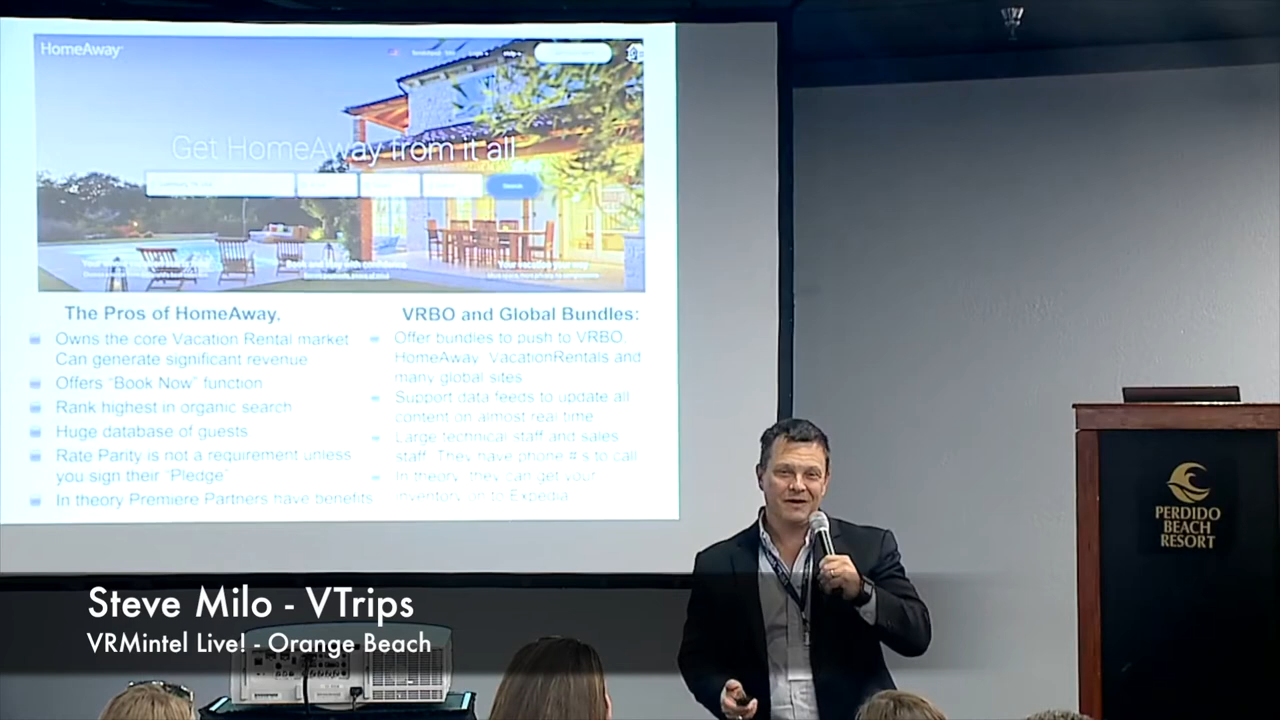 HomeAway
Get HomeAway from it all
Search
The Pros of HomeAway.
Owns the core Vacation Rental market
Can generate significant revenue
Offers "Book Now" function
Rank highest in organic search
Huge database of guests
Rate Parity is not a requirement unless
you sign their "Pledge"
In theory Premiere Partners have benefits
VRBO and Global Bundles:
Offer bundles to push to VRBO,
HomeAway, VacationRentals and
many global sites
Support data feeds to update all
content on almost real time
Large technical staff and sales
staff. They have phone #'s to call
In theory, they can get your
inventory on to Expedia
PERDIDO
BEACH
RESORT
Steve Milo - VTrips
VRMintel Live! - Orange Beach